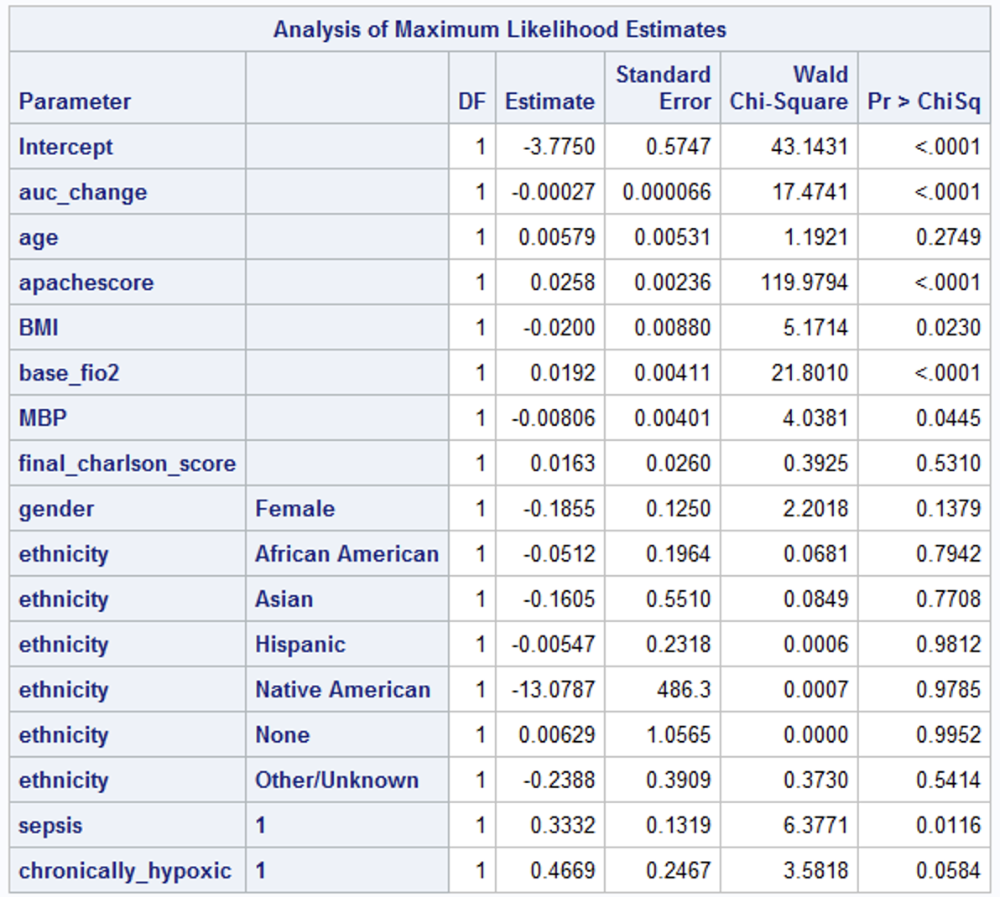 Analysis of Maximum Likelihood Estimates
Parameter DF Estimate Standard Error Wald Chi-Square Pr > ChiSq
Intercept 1 -3.7750 0.5747 43.1431 <.0001
auc_change 1 -0.00027 0.000066 17.4741 <.0001
age 1 0.00579 0.00531 1.1921 0.2749
apachescore 1 0.0258 0.00236 119.9794 <.0001
BMI 1 -0.0200 0.00880 5.1714 0.0230
base_fio2 1 0.0192 0.00411 21.8010 <.0001
MBP 1 -0.00806 0.00401 4.0381 0.0445
final_charlson_score 1 0.0163 0.0260 0.3925 0.5310
gender Female 1 -0.1855 0.1250 2.2018 0.1379
ethnicity African American 1 -0.0512 0.1964 0.0681 0.7942
ethnicity Asian 1 -0.1605 0.5510 0.0849 0.7708
ethnicity Hispanic 1 -0.00547 0.2318 0.0006 0.9812
ethnicity Native American 1 -13.0787 486.3 0.0007 0.9785
ethnicity None 1 0.00629 1.0565 0.0000 0.9952
ethnicity Other/Unknown 1 -0.2388 0.3909 0.3730 0.5414
sepsis 1 1 0.3332 0.1319 6.3771 0.0116
chronically_hypoxic 1 1 0.4669 0.2467 3.5818 0.0584